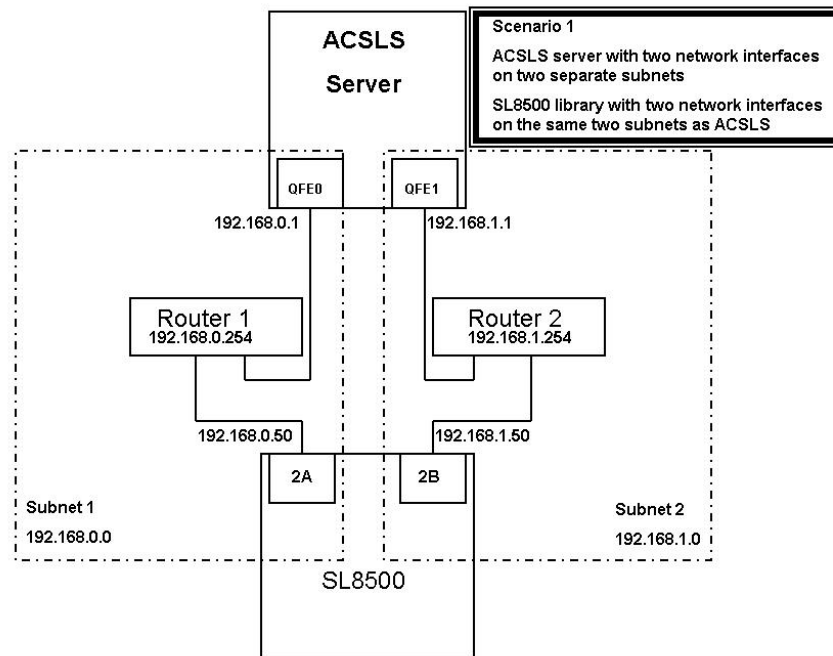 ACSLS
Server
Scenario 1
ACSLS server with two network interfaces
on two separate subnets
SL8500 library with two network interfaces
on the same two subnets as ACSLS
QFE0
QFE1
192.168.0.1
192.168.1.1
Router 1
192.168.0.254
Router 2
192.168.1.254
192.168.0.50
192.168.1.50
2A
2B
Subnet 1
192.168.0.0
Subnet 2
192.168.1.0
SL8500